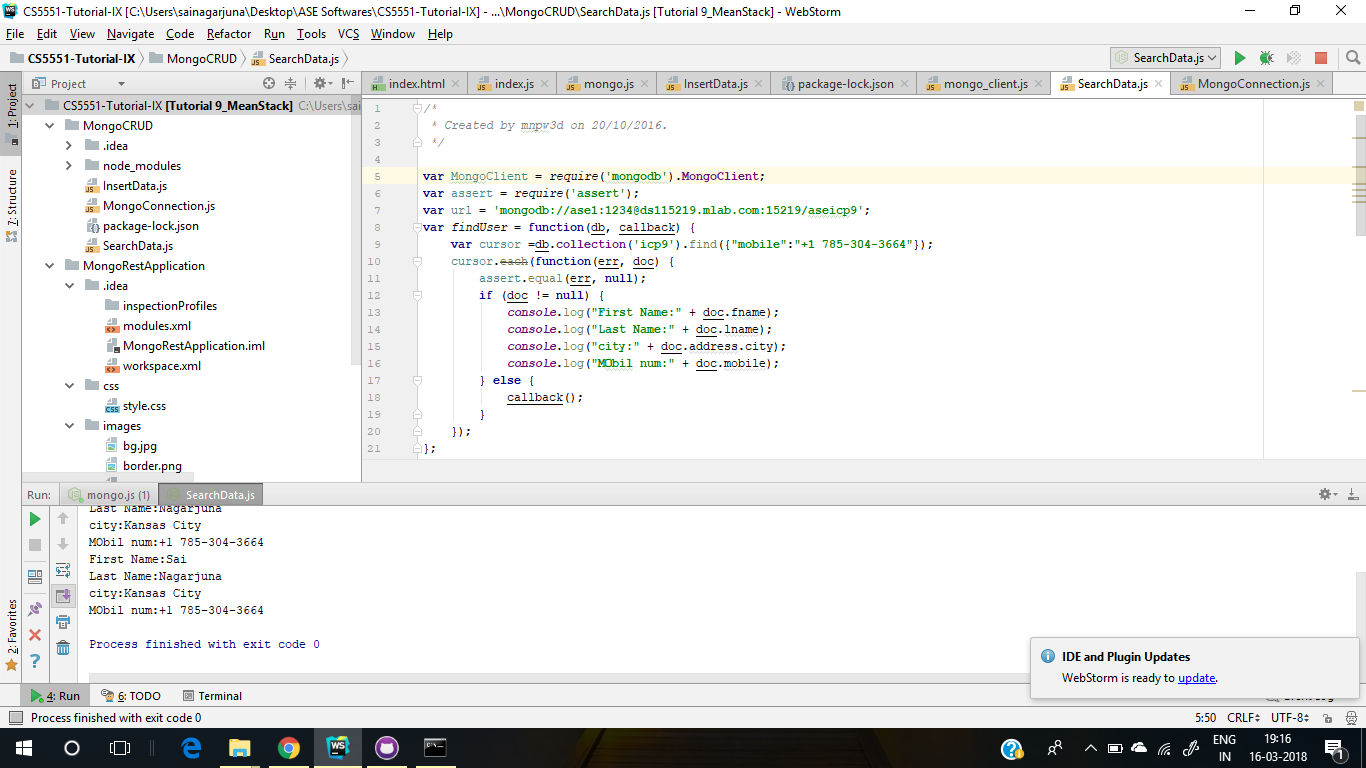 CS5551-Tutorial-IX [C:\Users\sainagarjuna\Desktop\ASE Softwares\CS5551-Tutorial-IX] - ...\MongoCRUD\SearchData.js [Tutorial 9_MeanStack] - WebStorm
File Edit View Navigate Code Refactor Run Tools VCS Window Help
CS5551-Tutorial-IX MongoCRUD SearchData.js SearchData.js
Project index.html index.js mongo.js InsertData.js package-lock.json mongo_client.js SearchData.js MongoConnection.js
1: Project
7: Structure
2: Favorites
CS5551-Tutorial-IX [Tutorial 9_MeanStack] C:\Users\sai
MongoCRUD
.idea
node_modules
InsertData.js
MongoConnection.js
package-lock.json
SearchData.js
MongoRestApplication
.idea
inspectionProfiles
modules.xml
MongoRestApplication.iml
workspace.xml
css
style.css
images
bg.jpg
border.png
1 /*
2 * Created by mnpv3d on 20/10/2016.
3 */
4
5 var MongoClient = require('mongodb').MongoClient;
6 var assert = require('assert');
7 var url = 'mongodb://ase1:1234@ds115219.mlab.com:15219/aseicp9';
8 var findUser = function(db, callback) {
9 var cursor =db.collection('icp9').find({"mobile":"+1 785-304-3664"});
10 cursor.each(function(err, doc) {
11 assert.equal(err, null);
12 if (doc != null) {
13 console.log("First Name:" + doc.fname);
14 console.log("Last Name:" + doc.lname);
15 console.log("city:" + doc.address.city);
16 console.log("MObil num:" + doc.mobile);
17 } else {
18 callback();
19 }
20 });
21 };
Run: mongo.js (1) SearchData.js
Last Name:Nagarjuna
city:Kansas City
MObil num:+1 785-304-3664
First Name:Sai
Last Name:Nagarjuna
city:Kansas City
MObil num:+1 785-304-3664
Process finished with exit code 0
IDE and Plugin Updates
WebStorm is ready to update.
4: Run 6: TODO Terminal
Process finished with exit code 0 5:50 CRLF UTF-8
ENG 19:16
IN 16-03-2018